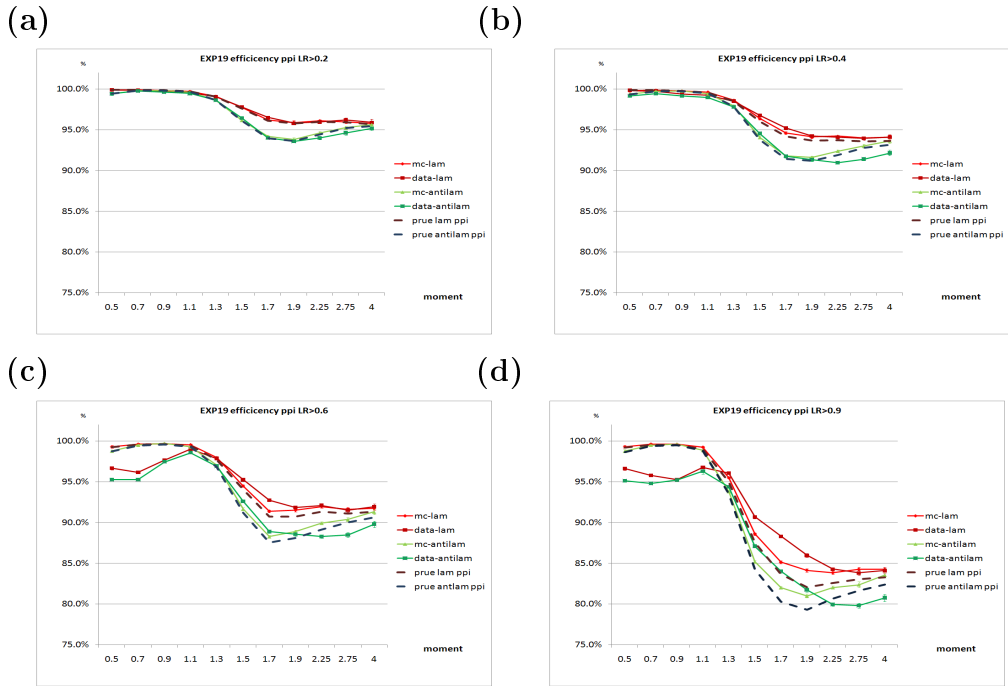 (a)
EXP19 efficicency ppi LR>0.2
%
100.0%
95.0%
90.0%
85.0%
80.0%
75.0%
0.5 0.7 0.9 1.1 1.3 1.5 1.7 1.9 2.25 2.75 4
moment
mc-lam
data-lam
mc-antilam
data-antilam
prue lam ppi
prue antilam ppi
(b)
EXP19 efficicency ppi LR>0.4
%
100.0%
95.0%
90.0%
85.0%
80.0%
75.0%
0.5 0.7 0.9 1.1 1.3 1.5 1.7 1.9 2.25 2.75 4
moment
mc-lam
data-lam
mc-antilam
data-antilam
prue lam ppi
prue antilam ppi
(c)
EXP19 efficicency ppi LR>0.6
%
100.0%
95.0%
90.0%
85.0%
80.0%
75.0%
0.5 0.7 0.9 1.1 1.3 1.5 1.7 1.9 2.25 2.75 4
moment
mc-lam
data-lam
mc-antilam
data-antilam
prue lam ppi
prue antilam ppi
(d)
EXP19 efficicency ppi LR>0.9
%
100.0%
95.0%
90.0%
85.0%
80.0%
75.0%
0.5 0.7 0.9 1.1 1.3 1.5 1.7 1.9 2.25 2.75 4
moment
mc-lam
data-lam
mc-antilam
data-antilam
prue lam ppi
prue antilam ppi